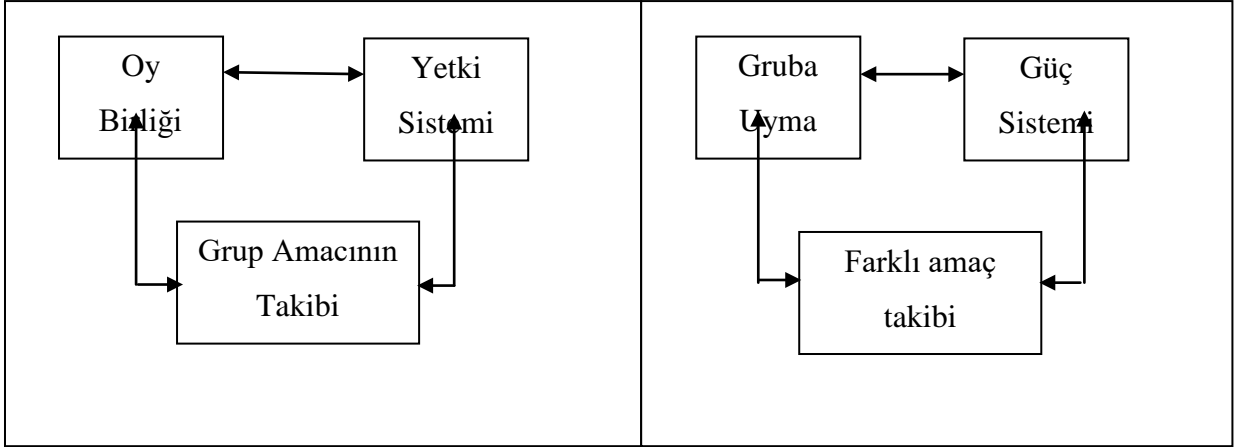 Oy
Birliği
Yetki
Sistemi
Grup Amacının
Takibi
Gruba
Uyma
Güç
Sistemi
Farklı amaç
takibi